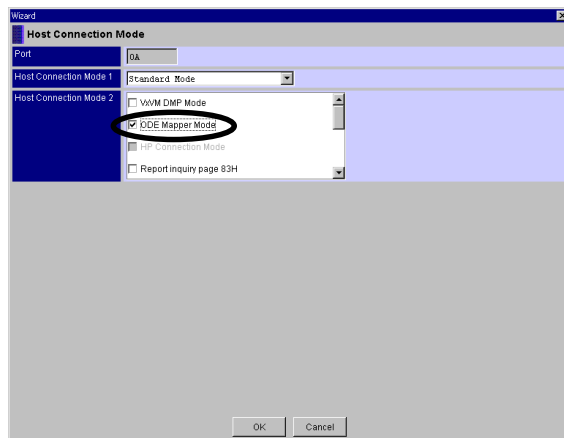 Wizard
Host Connection Mode
Port
0A
Host Connection Mode 1
Standard Mode
Host Connection Mode 2
VxVM DMP Mode
ODE Mapper Mode
HP Connection Mode
Report inquiry page 83H
OK
Cancel